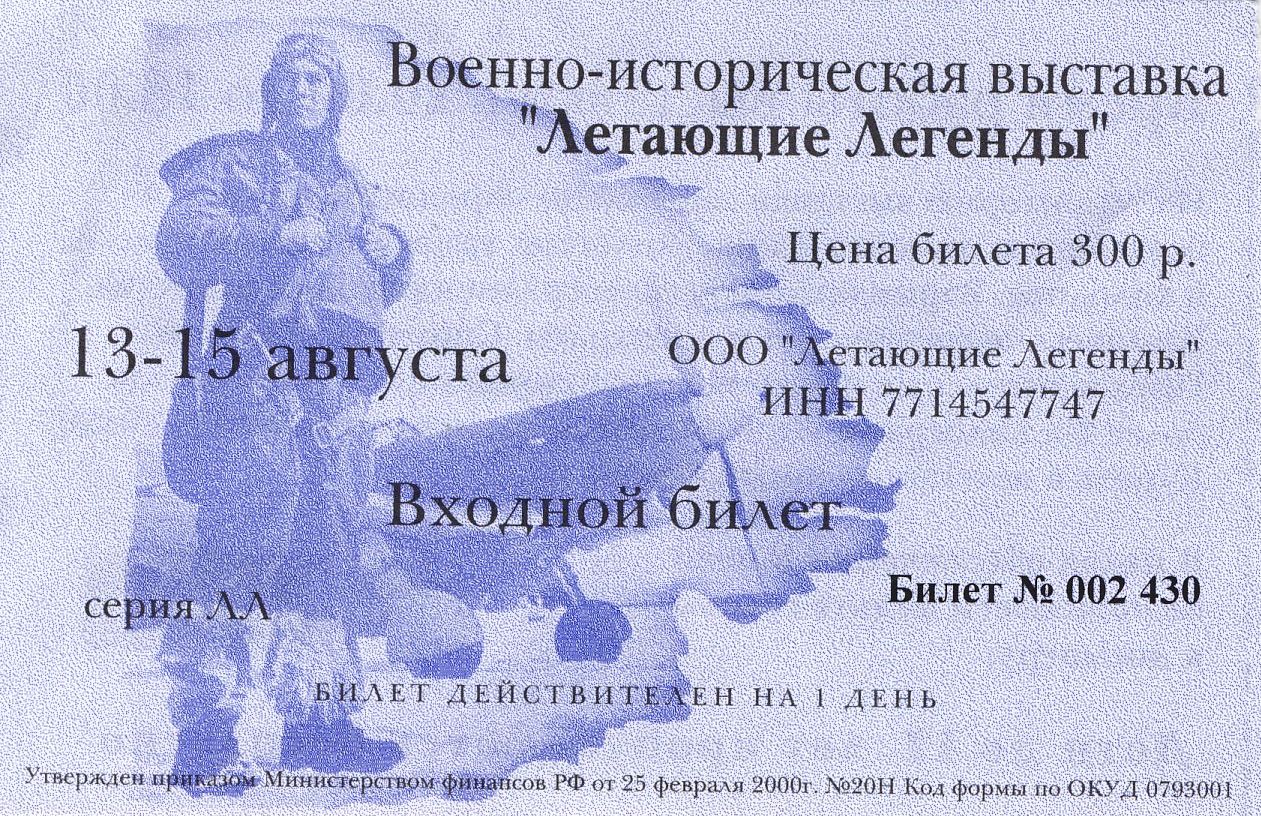 Военно-историческая выставка
"Летающие Легенды"
Цена билета 300 р.
13-15 августа
ООО "Летающие Легенды"
ИНН 7714547747
Входной билет
серия ЛЛ
Билет № 002 430
БИЛЕТ ДЕЙСТВИТЕЛЕН НА 1 ДЕНЬ
Утвержден приказом Министерством финансов РФ от 25 февраля 2000г. №20Н Код формы по ОКУД 0793001